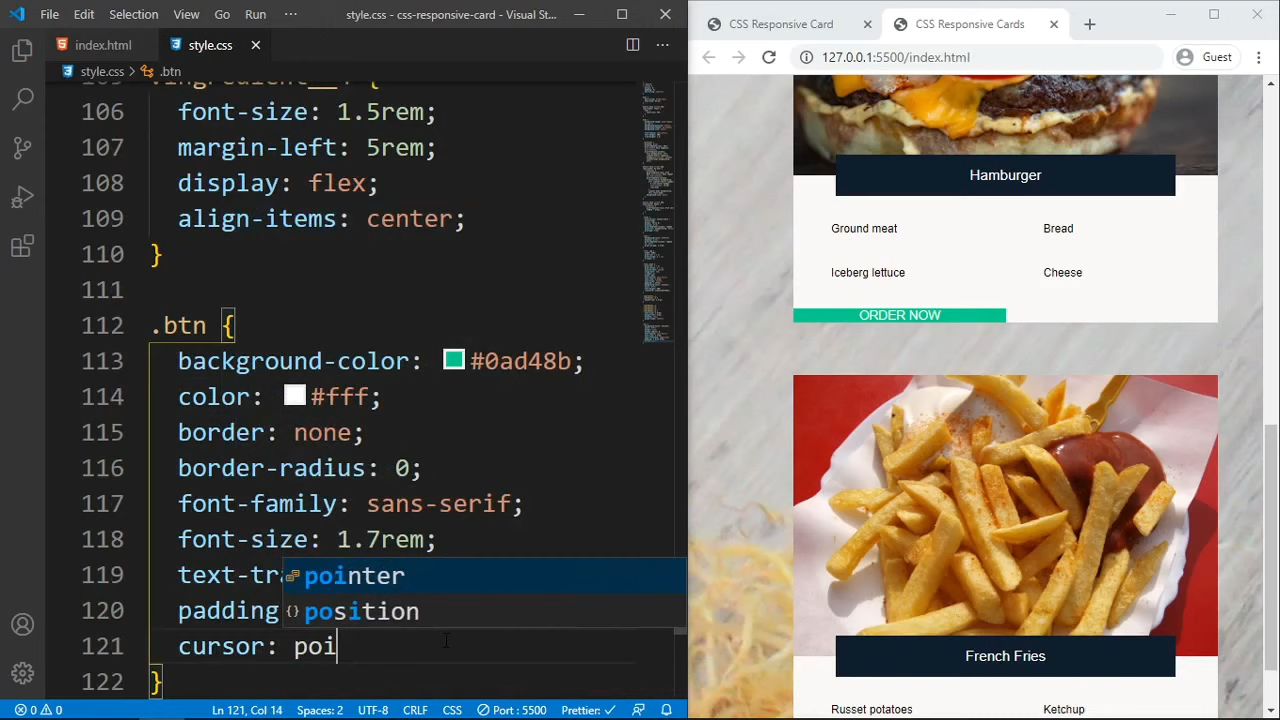 File Edit Selection View Go Run ··· style.css - css-responsive-card - Visual St...
index.html style.css
style.css > .btn
106 font-size: 1.5rem;
107 margin-left: 5rem;
108 display: flex;
109 align-items: center;
110 }
111
112 .btn {
113 background-color: #0ad48b;
114 color: #fff;
115 border: none;
116 border-radius: 0;
117 font-family: sans-serif;
118 font-size: 1.7rem;
119 text-tra
pointer
120 padding
position
121 cursor: poi
122 }
0 0 Ln 121, Col 14 Spaces: 2 UTF-8 CRLF CSS Port : 5500 Prettier: ✓
CSS Responsive Card CSS Responsive Cards
127.0.0.1:5500/index.html Guest
Hamburger
Ground meat Bread
Iceberg lettuce Cheese
ORDER NOW
French Fries
Russet potatoes Ketchup